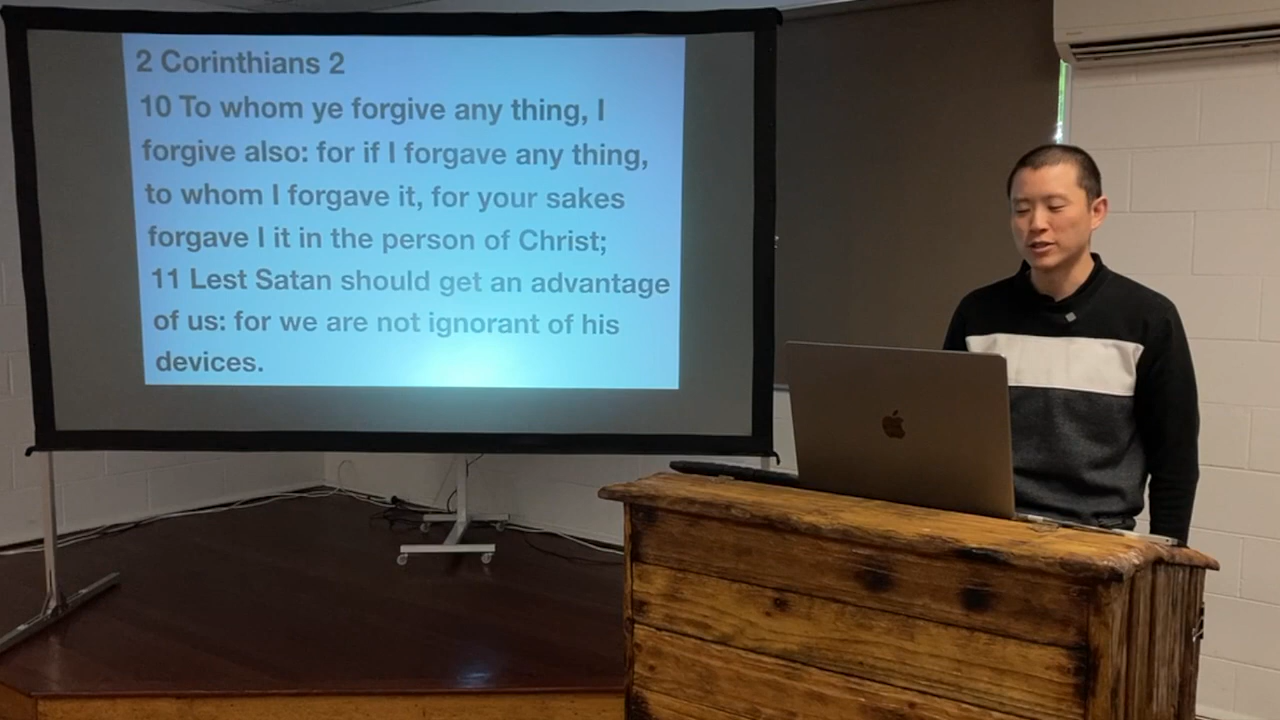 2 Corinthians 2
10 To whom ye forgive any thing, I
forgive also: for if I forgave any thing,
to whom I forgave it, for your sakes
forgave I it in the person of Christ;
11 Lest Satan should get an advantage
of us: for we are not ignorant of his
devices.